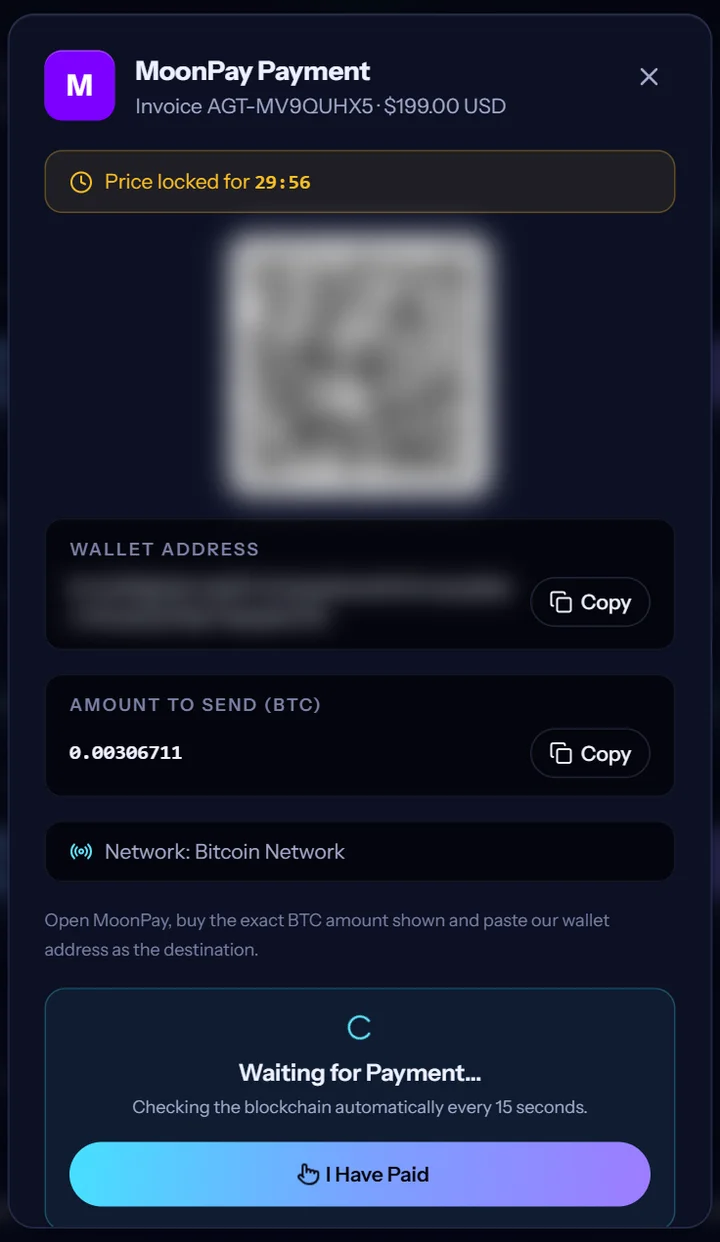 M
MoonPay Payment
Invoice AGT-MV9QUHX5 · $199.00 USD
Price locked for 29:56
WALLET ADDRESS
Copy
AMOUNT TO SEND (BTC)
0.00306711
Copy
Network: Bitcoin Network
Open MoonPay, buy the exact BTC amount shown and paste our wallet
address as the destination.
Waiting for Payment...
Checking the blockchain automatically every 15 seconds.
I Have Paid